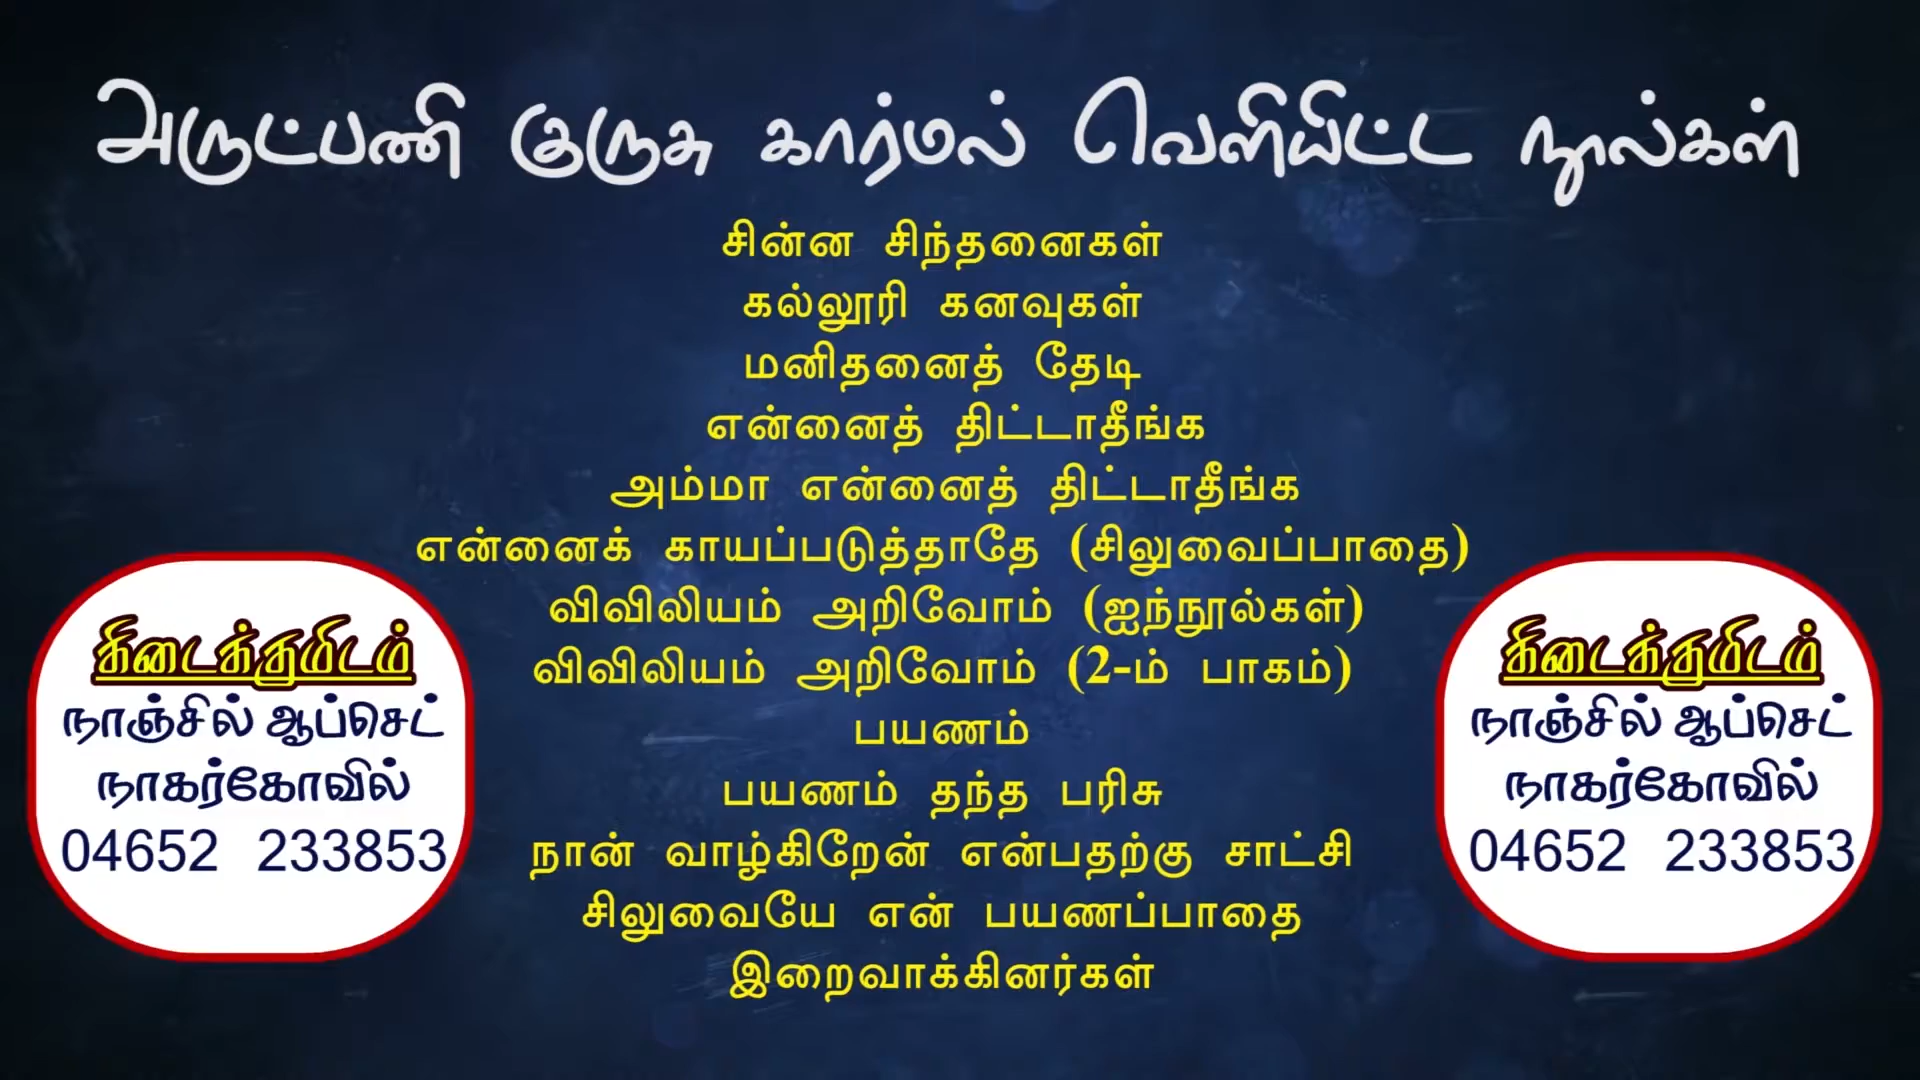 அருட்பணி குருசு கார்மல் வெளியிட்ட நூல்கள்
சின்ன சிந்தனைகள்
கல்லூரி கனவுகள்
மனிதனைத் தேடி
என்னைத் திட்டாதீங்க
அம்மா என்னைத் திட்டாதீங்க
என்னைக் காயப்படுத்தாதே (சிலுவைப்பாதை)
விவிலியம் அறிவோம் (ஐந்நூல்கள்)
விவிலியம் அறிவோம் (2-ம் பாகம்)
பயணம்
பயணம் தந்த பரிசு
நான் வாழ்கிறேன் என்பதற்கு சாட்சி
சிலுவையே என் பயணப்பாதை
இறைவாக்கினர்கள்
கிடைக்குமிடம்
நாஞ்சில் ஆப்செட்
நாகர்கோவில்
04652 233853
கிடைக்குமிடம்
நாஞ்சில் ஆப்செட்
நாகர்கோவில்
04652 233853